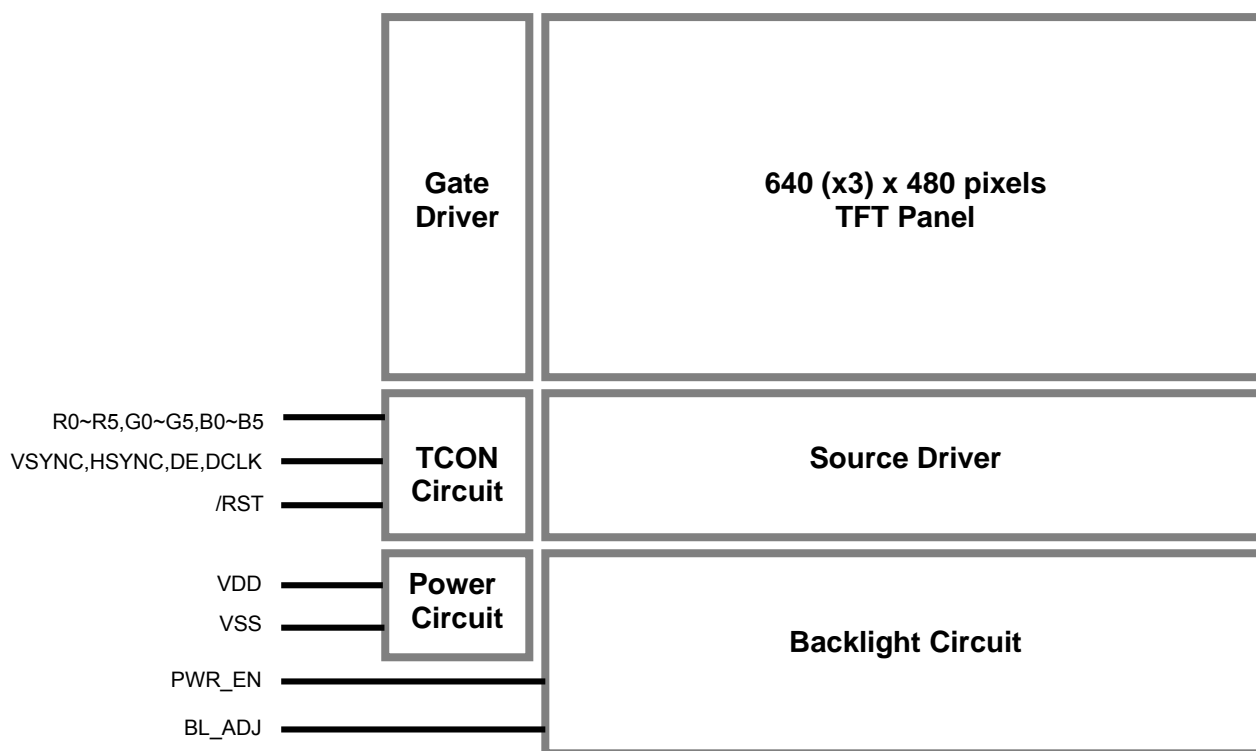 Gate
Driver
640 (x3) x 480 pixels
TFT Panel
R0~R5,G0~G5,B0~B5
VSYNC,HSYNC,DE,DCLK
/RST
TCON
Circuit
Source Driver
VDD
VSS
Power
Circuit
Backlight Circuit
PWR_EN
BL_ADJ